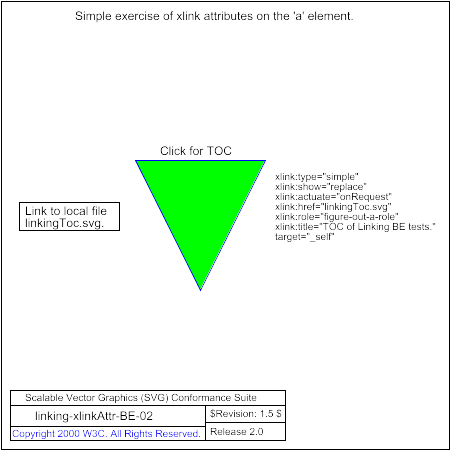 Simple exercise of xlink attributes on the 'a' element.
Click for TOC
xlink:type="simple"
xlink:show="replace"
xlink:actuate="onRequest"
xlink:href="linkingToc.svg"
xlink:role="figure-out-a-role"
xlink:title="TOC of Linking BE tests."
target="_self"
Link to local file
linkingToc.svg.
Scalable Vector Graphics (SVG) Conformance Suite
linking-xlinkAttr-BE-02
$Revision: 1.5 $
Copyright 2000 W3C. All Rights Reserved.
Release 2.0